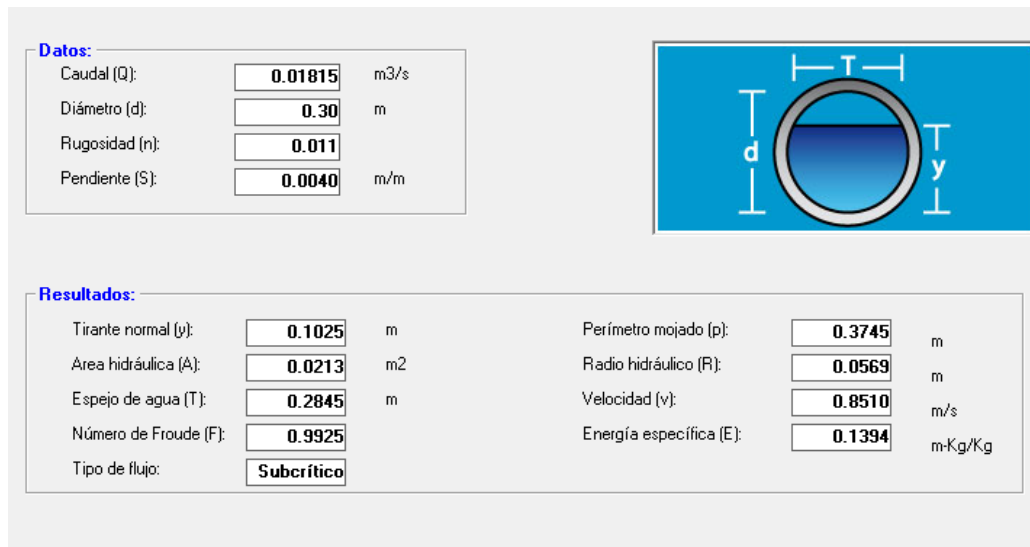 Datos:
Caudal (Q): 0.01815 m3/s
Diámetro (d): 0.30 m
Rugosidad (n): 0.011
Pendiente (S): 0.0040 m/m
T
d
y
Resultados:
Tirante normal (y): 0.1025 m Perímetro mojado (p): 0.3745 m
Area hidráulica (A): 0.0213 m2 Radio hidráulico (R): 0.0569 m
Espejo de agua (T): 0.2845 m Velocidad (v): 0.8510 m/s
Número de Froude (F): 0.9925 Energía específica (E): 0.1394 m-Kg/Kg
Tipo de flujo: Subcrítico